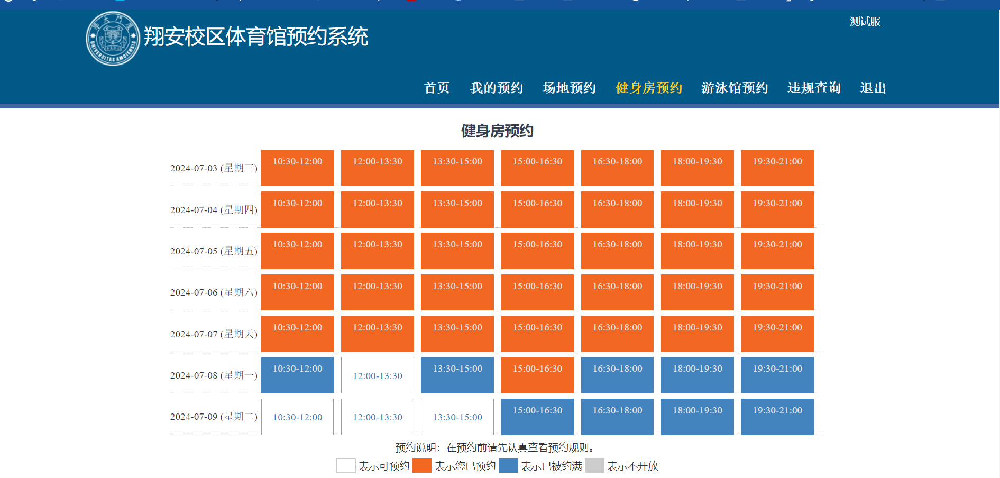 测试服
翔安校区体育馆预约系统
UNIVERSITAS AMOIENSIS
首页 我的预约 场地预约 健身房预约 游泳馆预约 违规查询 退出
健身房预约
2024-07-03 (星期三) 10:30-12:00 12:00-13:30 13:30-15:00 15:00-16:30 16:30-18:00 18:00-19:30 19:30-21:00
2024-07-04 (星期四) 10:30-12:00 12:00-13:30 13:30-15:00 15:00-16:30 16:30-18:00 18:00-19:30 19:30-21:00
2024-07-05 (星期五) 10:30-12:00 12:00-13:30 13:30-15:00 15:00-16:30 16:30-18:00 18:00-19:30 19:30-21:00
2024-07-06 (星期六) 10:30-12:00 12:00-13:30 13:30-15:00 15:00-16:30 16:30-18:00 18:00-19:30 19:30-21:00
2024-07-07 (星期天) 10:30-12:00 12:00-13:30 13:30-15:00 15:00-16:30 16:30-18:00 18:00-19:30 19:30-21:00
2024-07-08 (星期一) 10:30-12:00 12:00-13:30 13:30-15:00 15:00-16:30 16:30-18:00 18:00-19:30 19:30-21:00
2024-07-09 (星期二) 10:30-12:00 12:00-13:30 13:30-15:00 15:00-16:30 16:30-18:00 18:00-19:30 19:30-21:00
预约说明：在预约前请先认真查看预约规则。
表示可预约 表示您已预约 表示已被约满 表示不开放